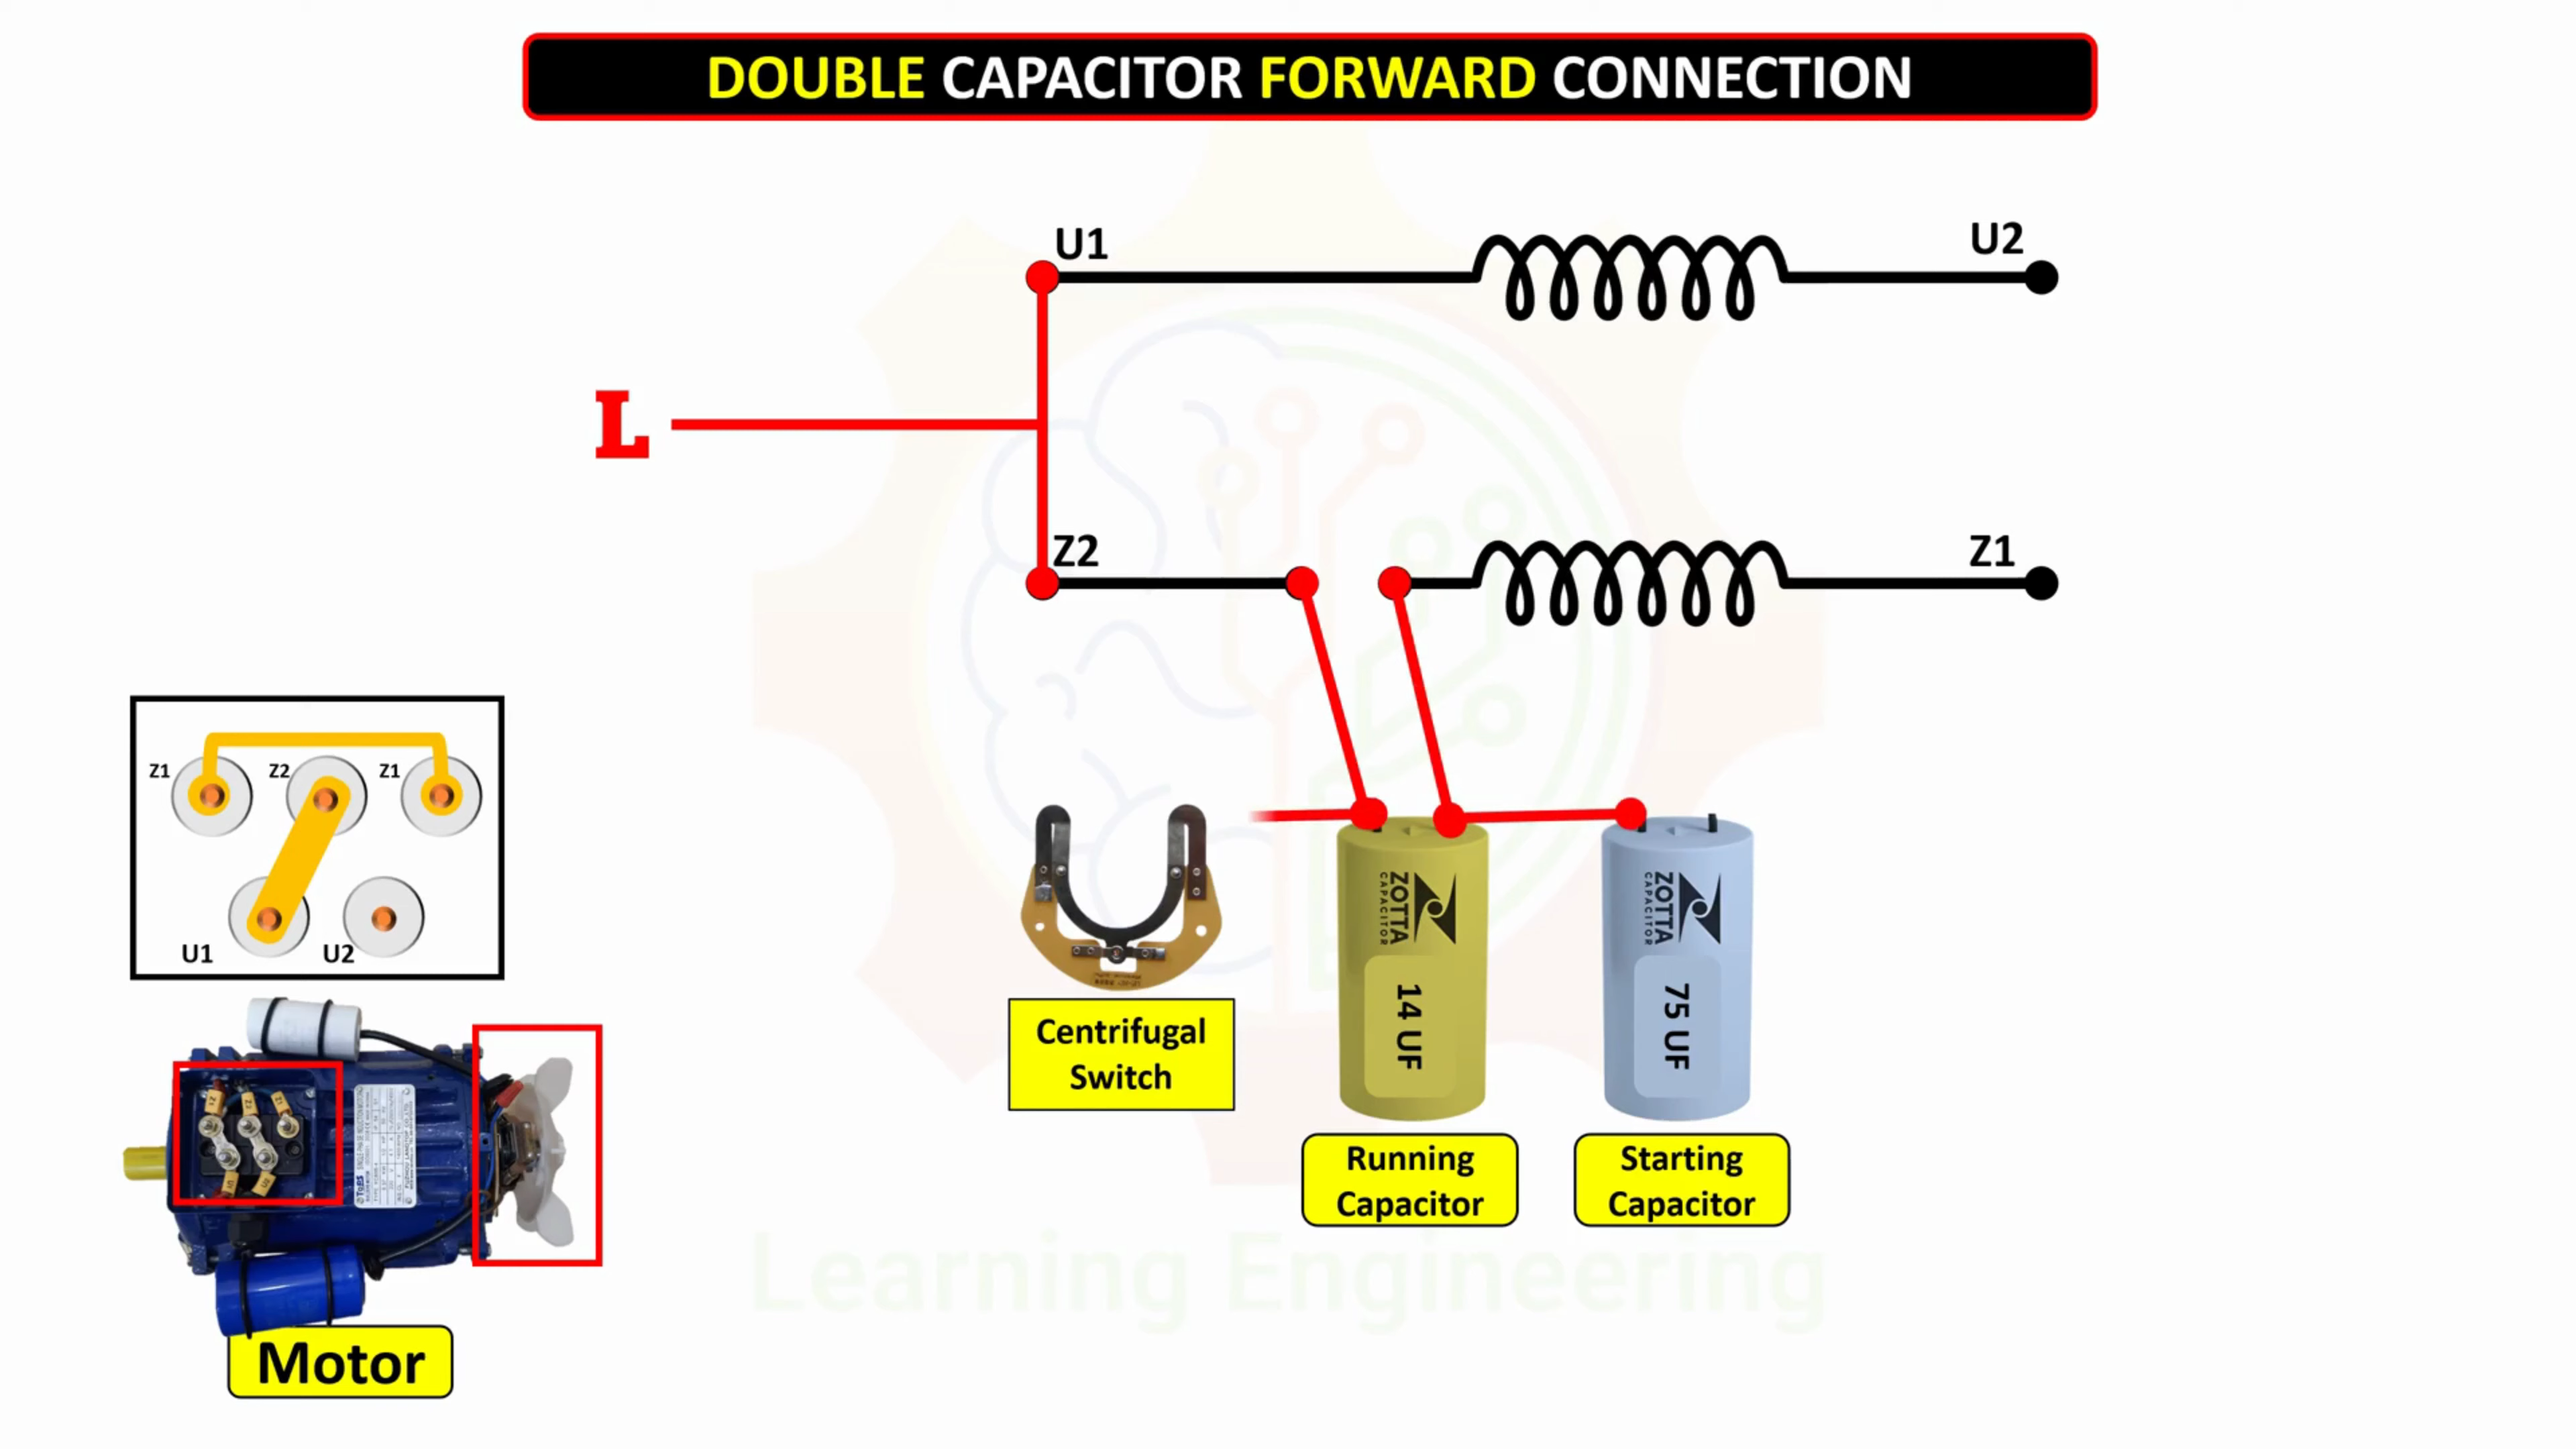 DOUBLE CAPACITOR FORWARD CONNECTION
U1
U2
L
Z2
Z1
Z1
Z2
Z1
U1
U2
ZOTTA
CAPACITOR
14 UF
ZOTTA
CAPACITOR
75 UF
Centrifugal
Switch
Running
Capacitor
Starting
Capacitor
Learning Engineering
Motor